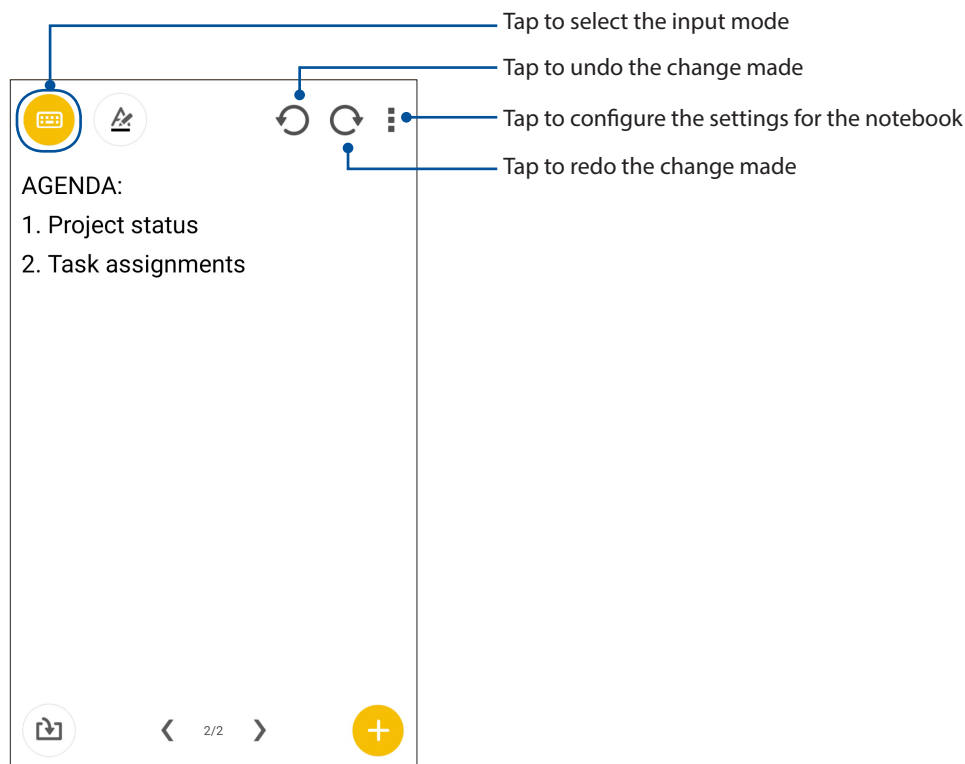 Tap to select the input mode
Tap to undo the change made
Tap to configure the settings for the notebook
Tap to redo the change made
AGENDA:
1. Project status
2. Task assignments
2/2